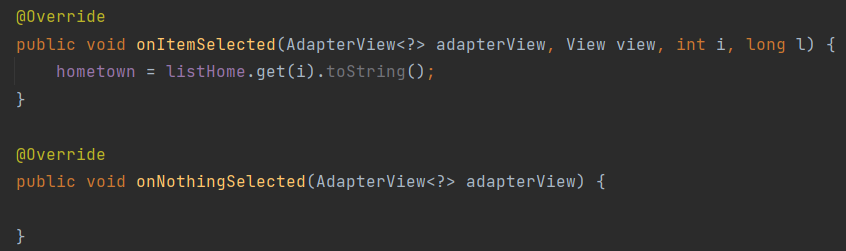 @Override
public void onItemSelected(AdapterView<?> adapterView, View view, int i, long l) {
    hometown = listHome.get(i).toString();
}
@Override
public void onNothingSelected(AdapterView<?> adapterView) {
}